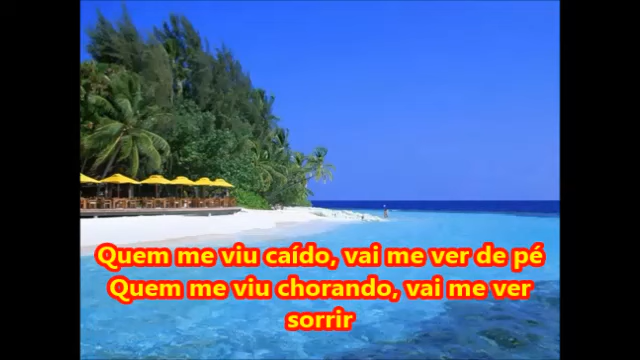 Quem me viu caído, vai me ver de pé
Quem me viu chorando, vai me ver
sorrir